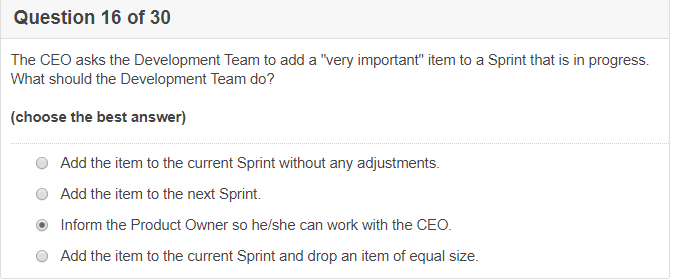 Question 16 of 30
The CEO asks the Development Team to add a "very important" item to a Sprint that is in progress.
What should the Development Team do?
(choose the best answer)
Add the item to the current Sprint without any adjustments.
Add the item to the next Sprint.
Inform the Product Owner so he/she can work with the CEO.
Add the item to the current Sprint and drop an item of equal size.